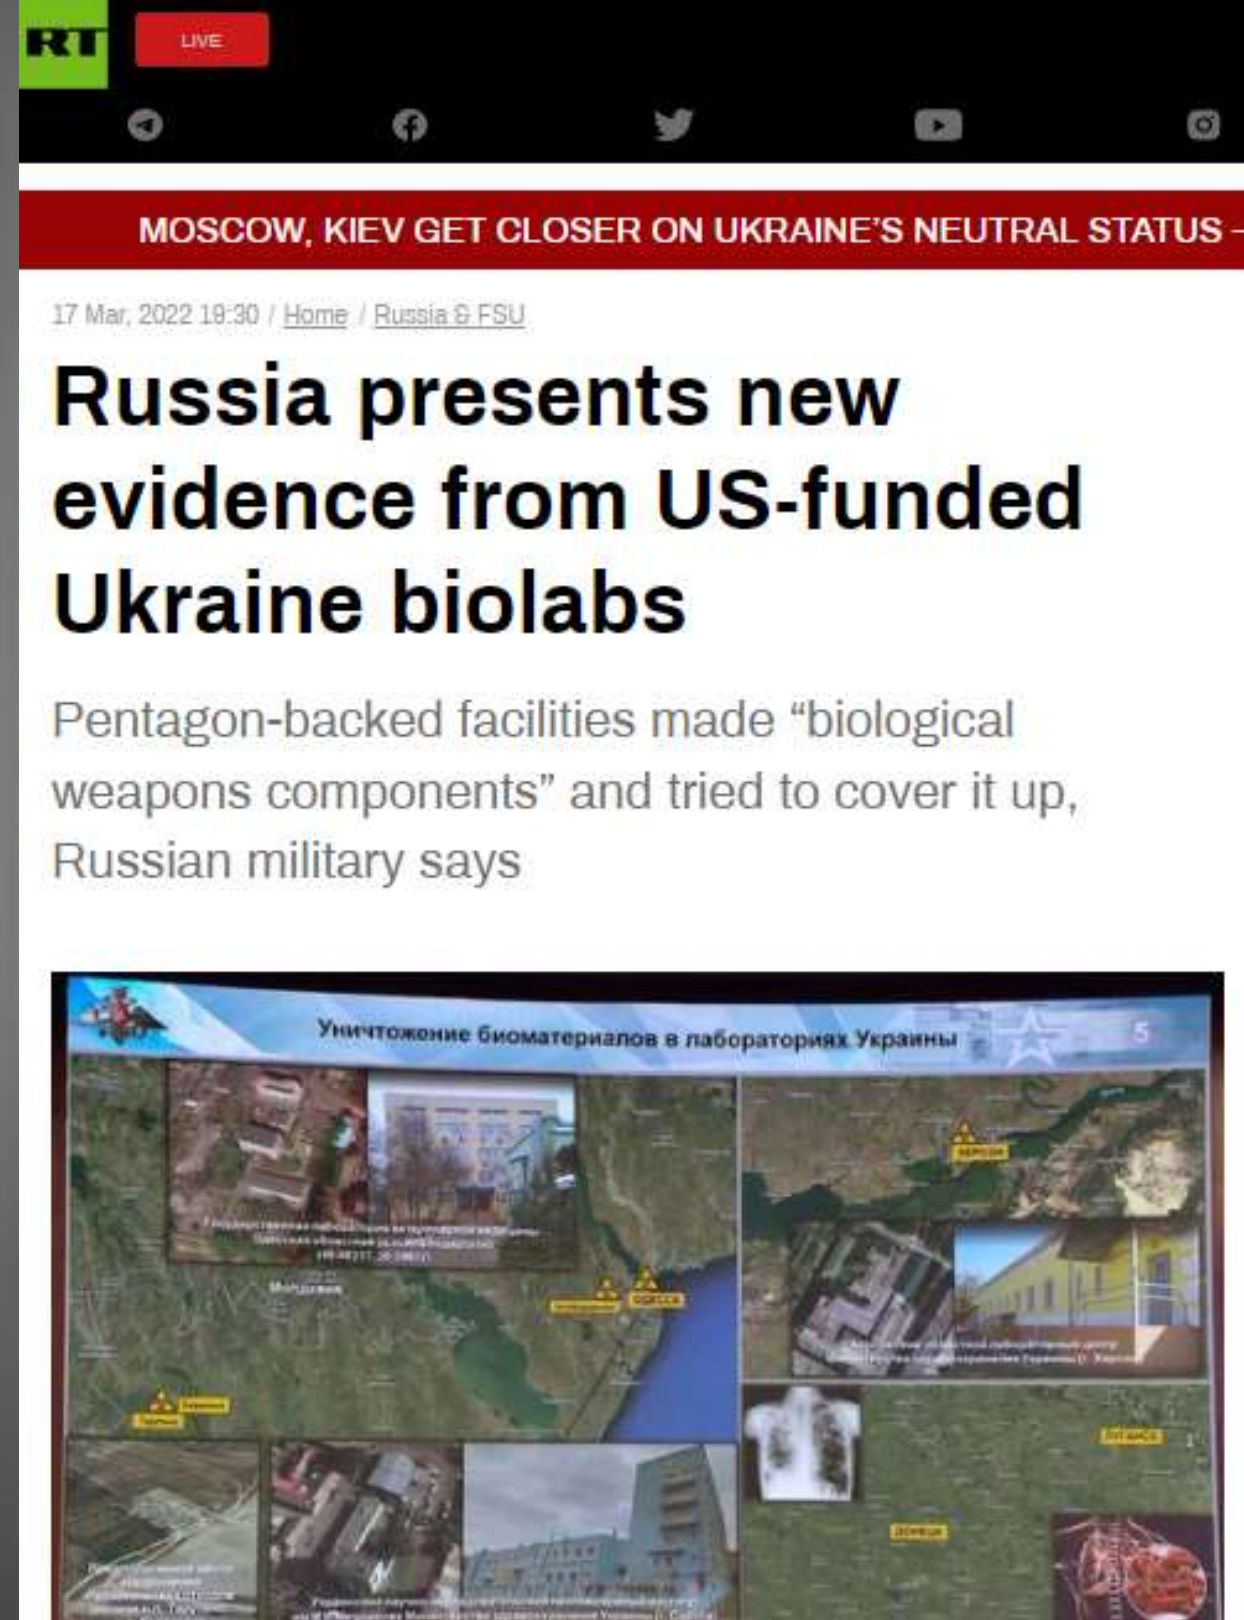 RT
LIVE
MOSCOW, KIEV GET CLOSER ON UKRAINE’S NEUTRAL STATUS –
17 Mar, 2022 19:30 / Home / Russia & FSU
Russia presents new
evidence from US-funded
Ukraine biolabs
Pentagon-backed facilities made “biological
weapons components” and tried to cover it up,
Russian military says
Уничтожение биоматериалов в лабораториях Украины
5
ХЕРСОН
Молдавия
ОДЕССА
ЛУГАНСК
ДОНЕЦК